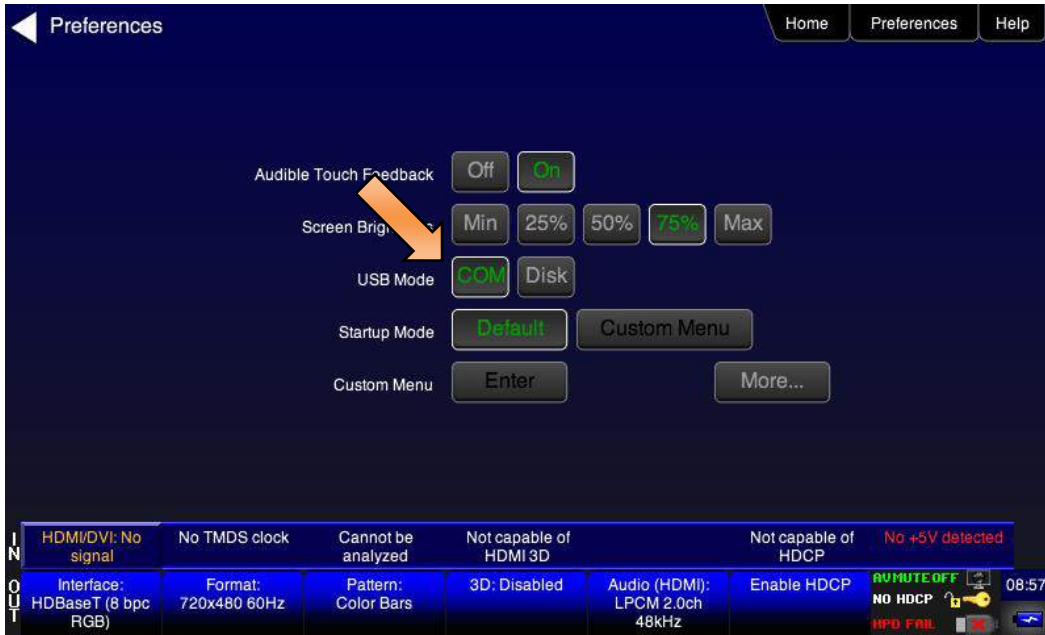 Preferences
Home Preferences Help
Audible Touch Feedback Off On
Screen Min 25% 50% 75% Max
USB Mode COM Disk
Startup Mode Default Custom Menu
Custom Menu Enter More...
IN
HDMI/DVI: No signal
No TMDS clock
Cannot be analyzed
Not capable of HDMI 3D
Not capable of HDCP
No +5V detected
OUT
Interface: HDBaseT (8 bpc RGB)
Format: 720x480 60Hz
Pattern: Color Bars
3D: Disabled
Audio (HDMI): LPCM 2.0ch 48kHz
Enable HDCP
AVMUTE OFF
NO HDCP
HPD FAIL
08:57